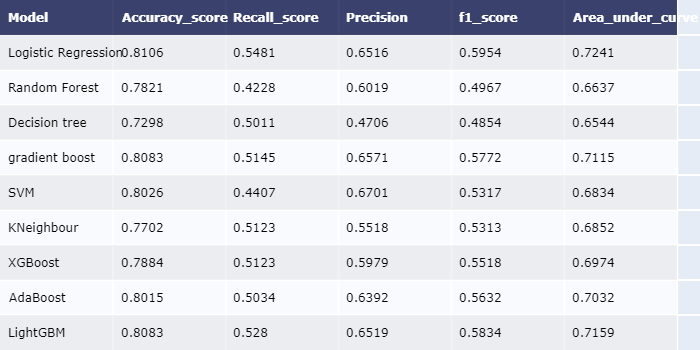 Model Accuracy_score Recall_score Precision f1_score Area_under_curve
Logistic Regression 0.8106 0.5481 0.6516 0.5954 0.7241
Random Forest 0.7821 0.4228 0.6019 0.4967 0.6637
Decision tree 0.7298 0.5011 0.4706 0.4854 0.6544
gradient boost 0.8083 0.5145 0.6571 0.5772 0.7115
SVM 0.8026 0.4407 0.6701 0.5317 0.6834
KNeighbour 0.7702 0.5123 0.5518 0.5313 0.6852
XGBoost 0.7884 0.5123 0.5979 0.5518 0.6974
AdaBoost 0.8015 0.5034 0.6392 0.5632 0.7032
LightGBM 0.8083 0.528 0.6519 0.5834 0.7159